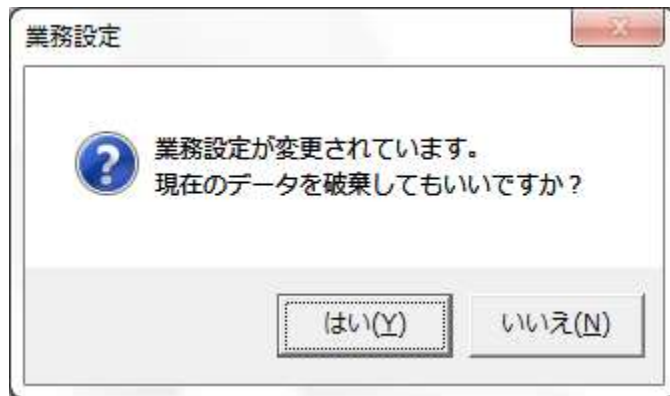 業務設定
業務設定が変更されています。
現在のデータを破棄してもいいですか？
はい(Y)
いいえ(N)